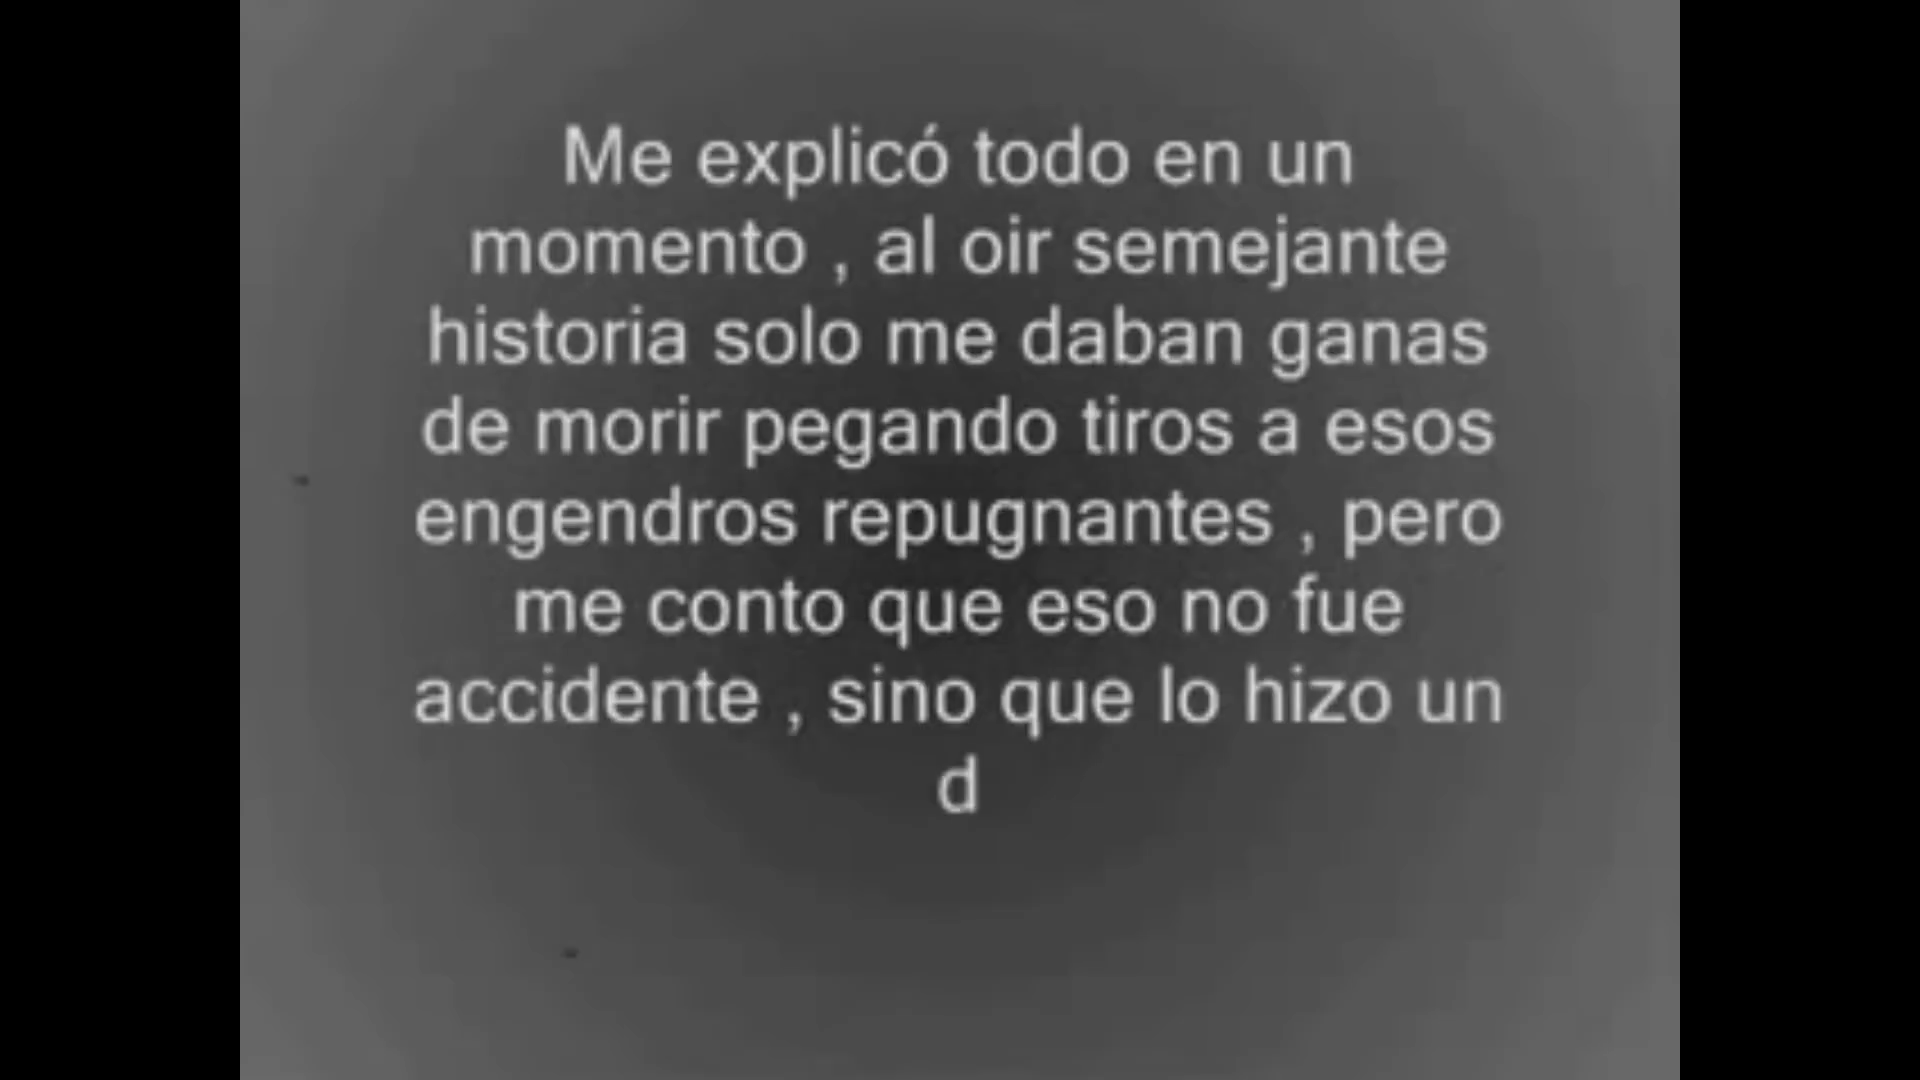 Me explicó todo en un
momento , al oir semejante
historia solo me daban ganas
de morir pegando tiros a esos
engendros repugnantes , pero
me conto que eso no fue
accidente , sino que lo hizo un
d